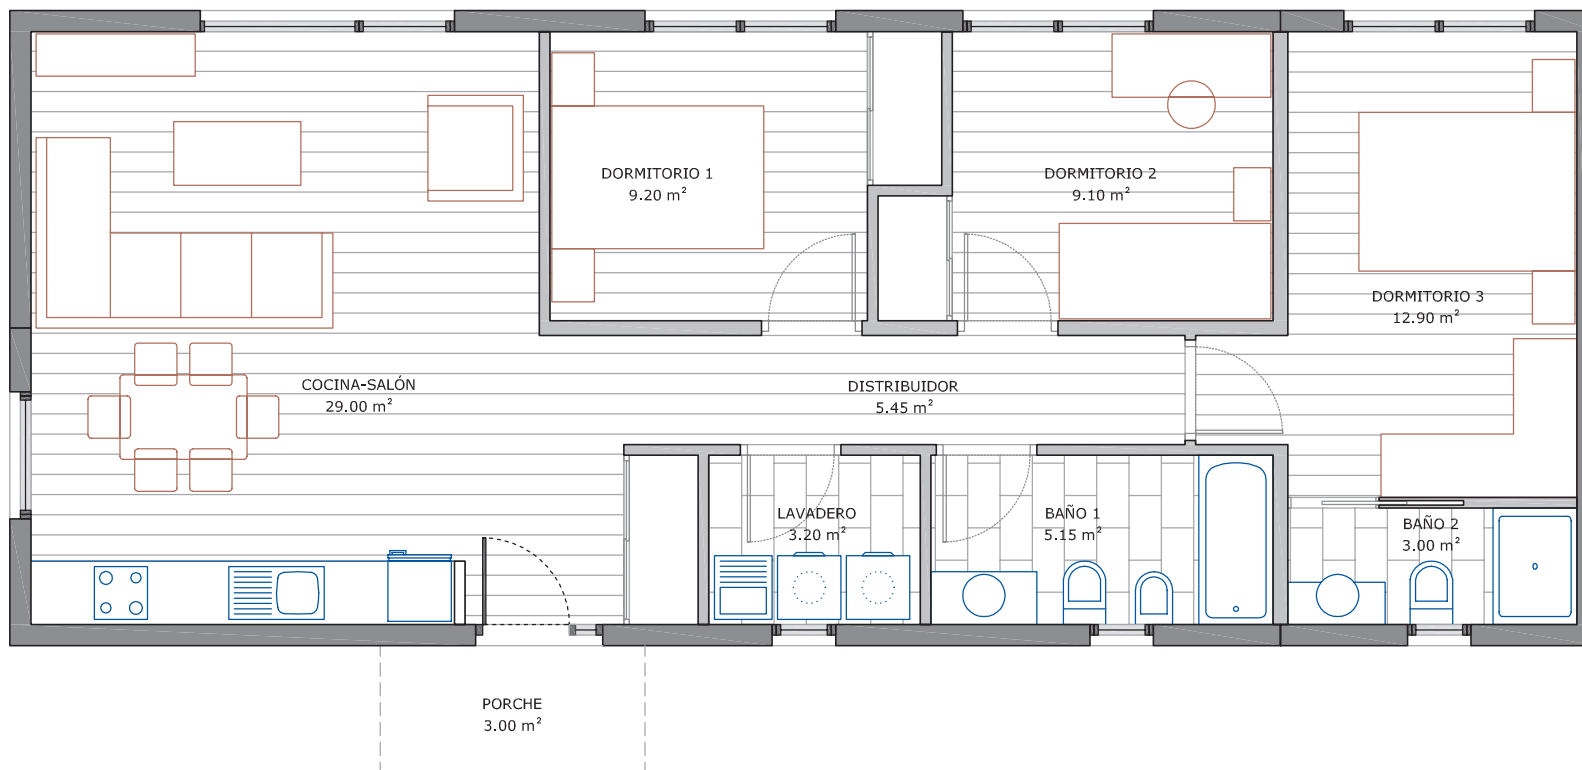 DORMITORIO 1
9.20 m²
DORMITORIO 2
9.10 m²
DORMITORIO 3
12.90 m²
COCINA-SALÓN
29.00 m²
DISTRIBUIDOR
5.45 m²
LAVADERO
3.20 m²
BAÑO 1
5.15 m²
BAÑO 2
3.00 m²
PORCHE
3.00 m²